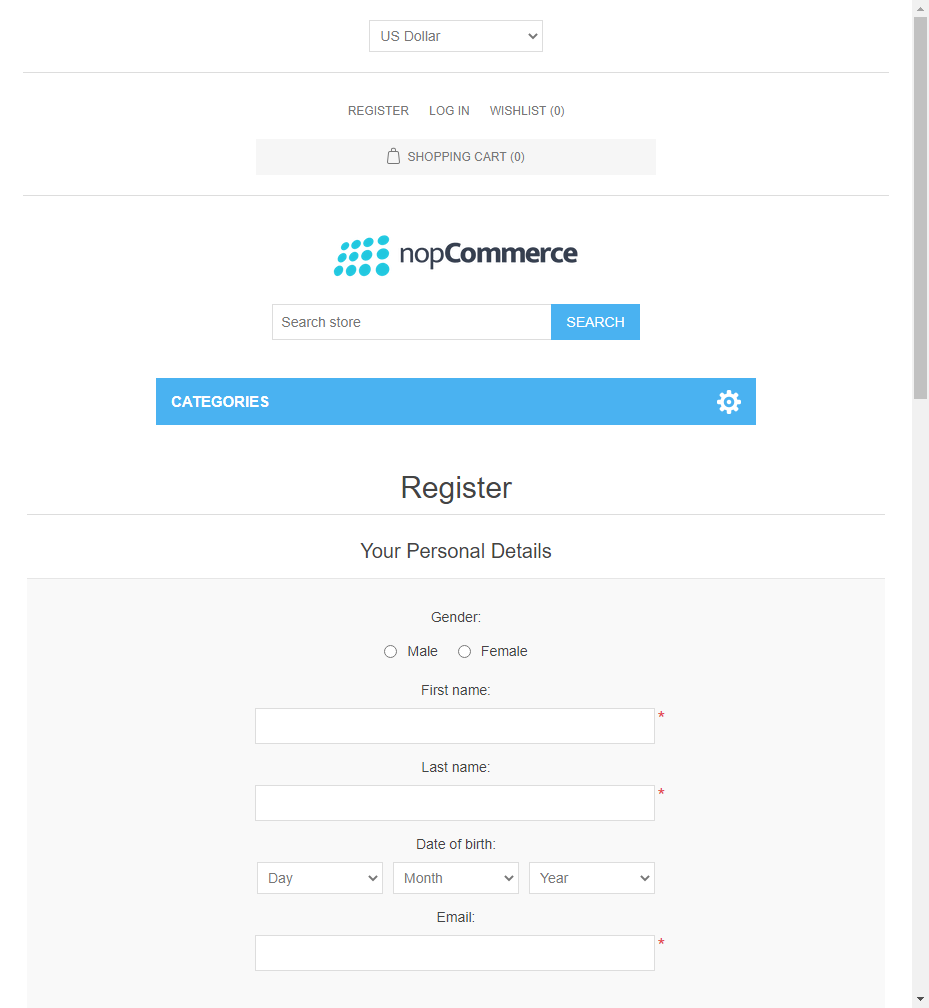 US Dollar
REGISTER LOG IN WISHLIST (0)
SHOPPING CART (0)
nopCommerce
Search store SEARCH
CATEGORIES
Register
Your Personal Details
Gender:
Male Female
First name:
*
Last name:
*
Date of birth:
Day Month Year
Email:
*